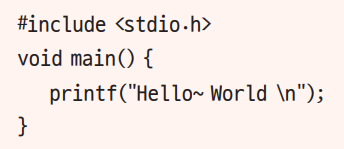 #include <stdio.h>
void main() {
    printf("Hello~ World \n");
}